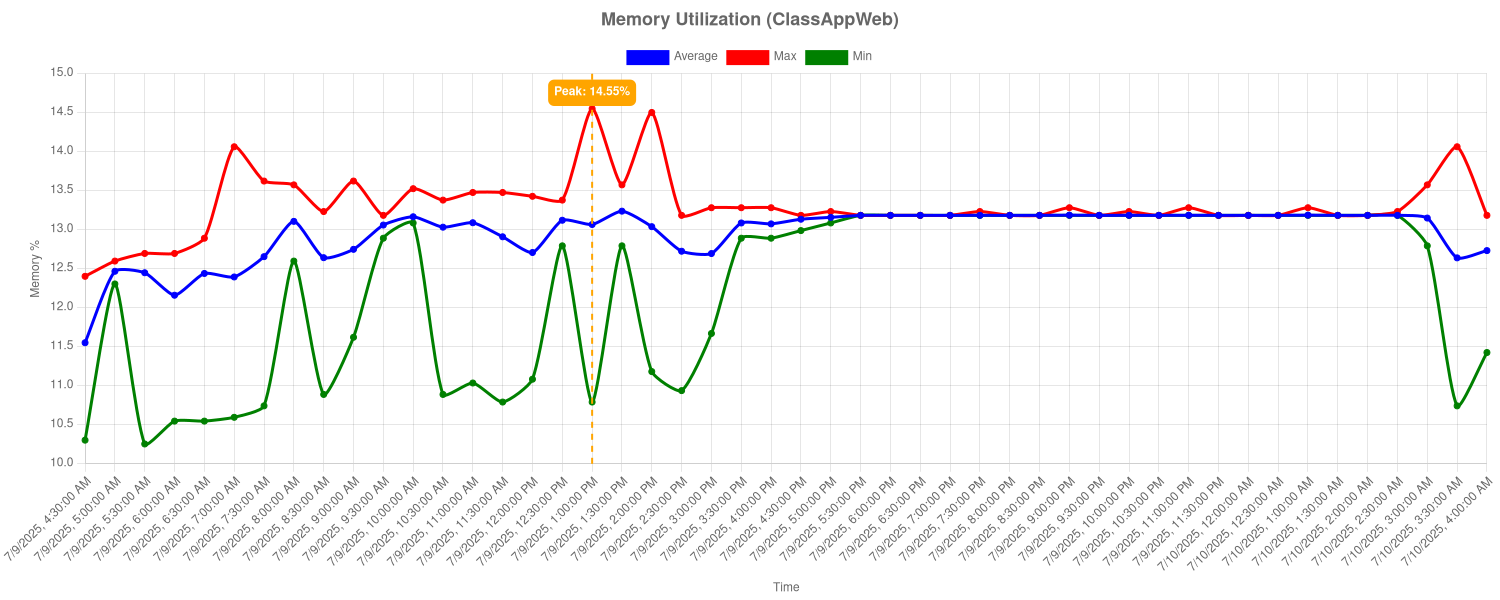 Memory Utilization (ClassAppWeb)
Average Max Min
Peak: 14.55%
15.0
14.5
14.0
13.5
13.0
12.5
12.0
11.5
11.0
10.5
10.0
Memory %
7/9/2025, 4:30:00 AM
7/9/2025, 5:00:00 AM
7/9/2025, 5:30:00 AM
7/9/2025, 6:00:00 AM
7/9/2025, 6:30:00 AM
7/9/2025, 7:00:00 AM
7/9/2025, 7:30:00 AM
7/9/2025, 8:00:00 AM
7/9/2025, 8:30:00 AM
7/9/2025, 9:00:00 AM
7/9/2025, 9:30:00 AM
7/9/2025, 10:00:00 AM
7/9/2025, 10:30:00 AM
7/9/2025, 11:00:00 AM
7/9/2025, 11:30:00 AM
7/9/2025, 12:00:00 PM
7/9/2025, 12:30:00 PM
7/9/2025, 1:00:00 PM
7/9/2025, 1:30:00 PM
7/9/2025, 2:00:00 PM
7/9/2025, 2:30:00 PM
7/9/2025, 3:00:00 PM
7/9/2025, 3:30:00 PM
7/9/2025, 4:00:00 PM
7/9/2025, 4:30:00 PM
7/9/2025, 5:00:00 PM
7/9/2025, 5:30:00 PM
7/9/2025, 6:00:00 PM
7/9/2025, 6:30:00 PM
7/9/2025, 7:00:00 PM
7/9/2025, 7:30:00 PM
7/9/2025, 8:00:00 PM
7/9/2025, 8:30:00 PM
7/9/2025, 9:00:00 PM
7/9/2025, 9:30:00 PM
7/9/2025, 10:00:00 PM
7/9/2025, 10:30:00 PM
7/9/2025, 11:00:00 PM
7/9/2025, 11:30:00 PM
7/10/2025, 12:00:00 AM
7/10/2025, 12:30:00 AM
7/10/2025, 1:00:00 AM
7/10/2025, 1:30:00 AM
7/10/2025, 2:00:00 AM
7/10/2025, 2:30:00 AM
7/10/2025, 3:00:00 AM
7/10/2025, 3:30:00 AM
7/10/2025, 4:00:00 AM
Time